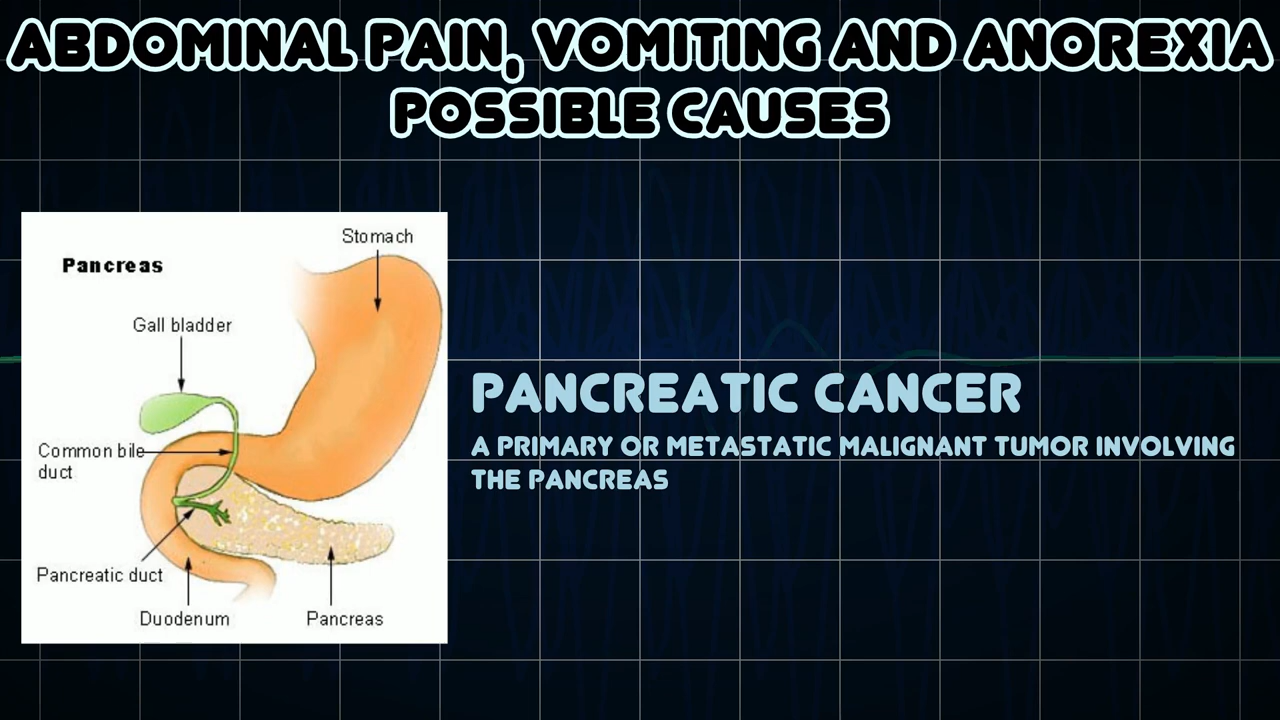 ABDOMINAL PAIN, VOMITING AND ANOREXIA
POSSIBLE CAUSES
Stomach
Pancreas
Gall bladder
Common bile
duct
Pancreatic duct
Duodenum
Pancreas
PANCREATIC CANCER
A PRIMARY OR METASTATIC MALIGNANT TUMOR INVOLVING
THE PANCREAS